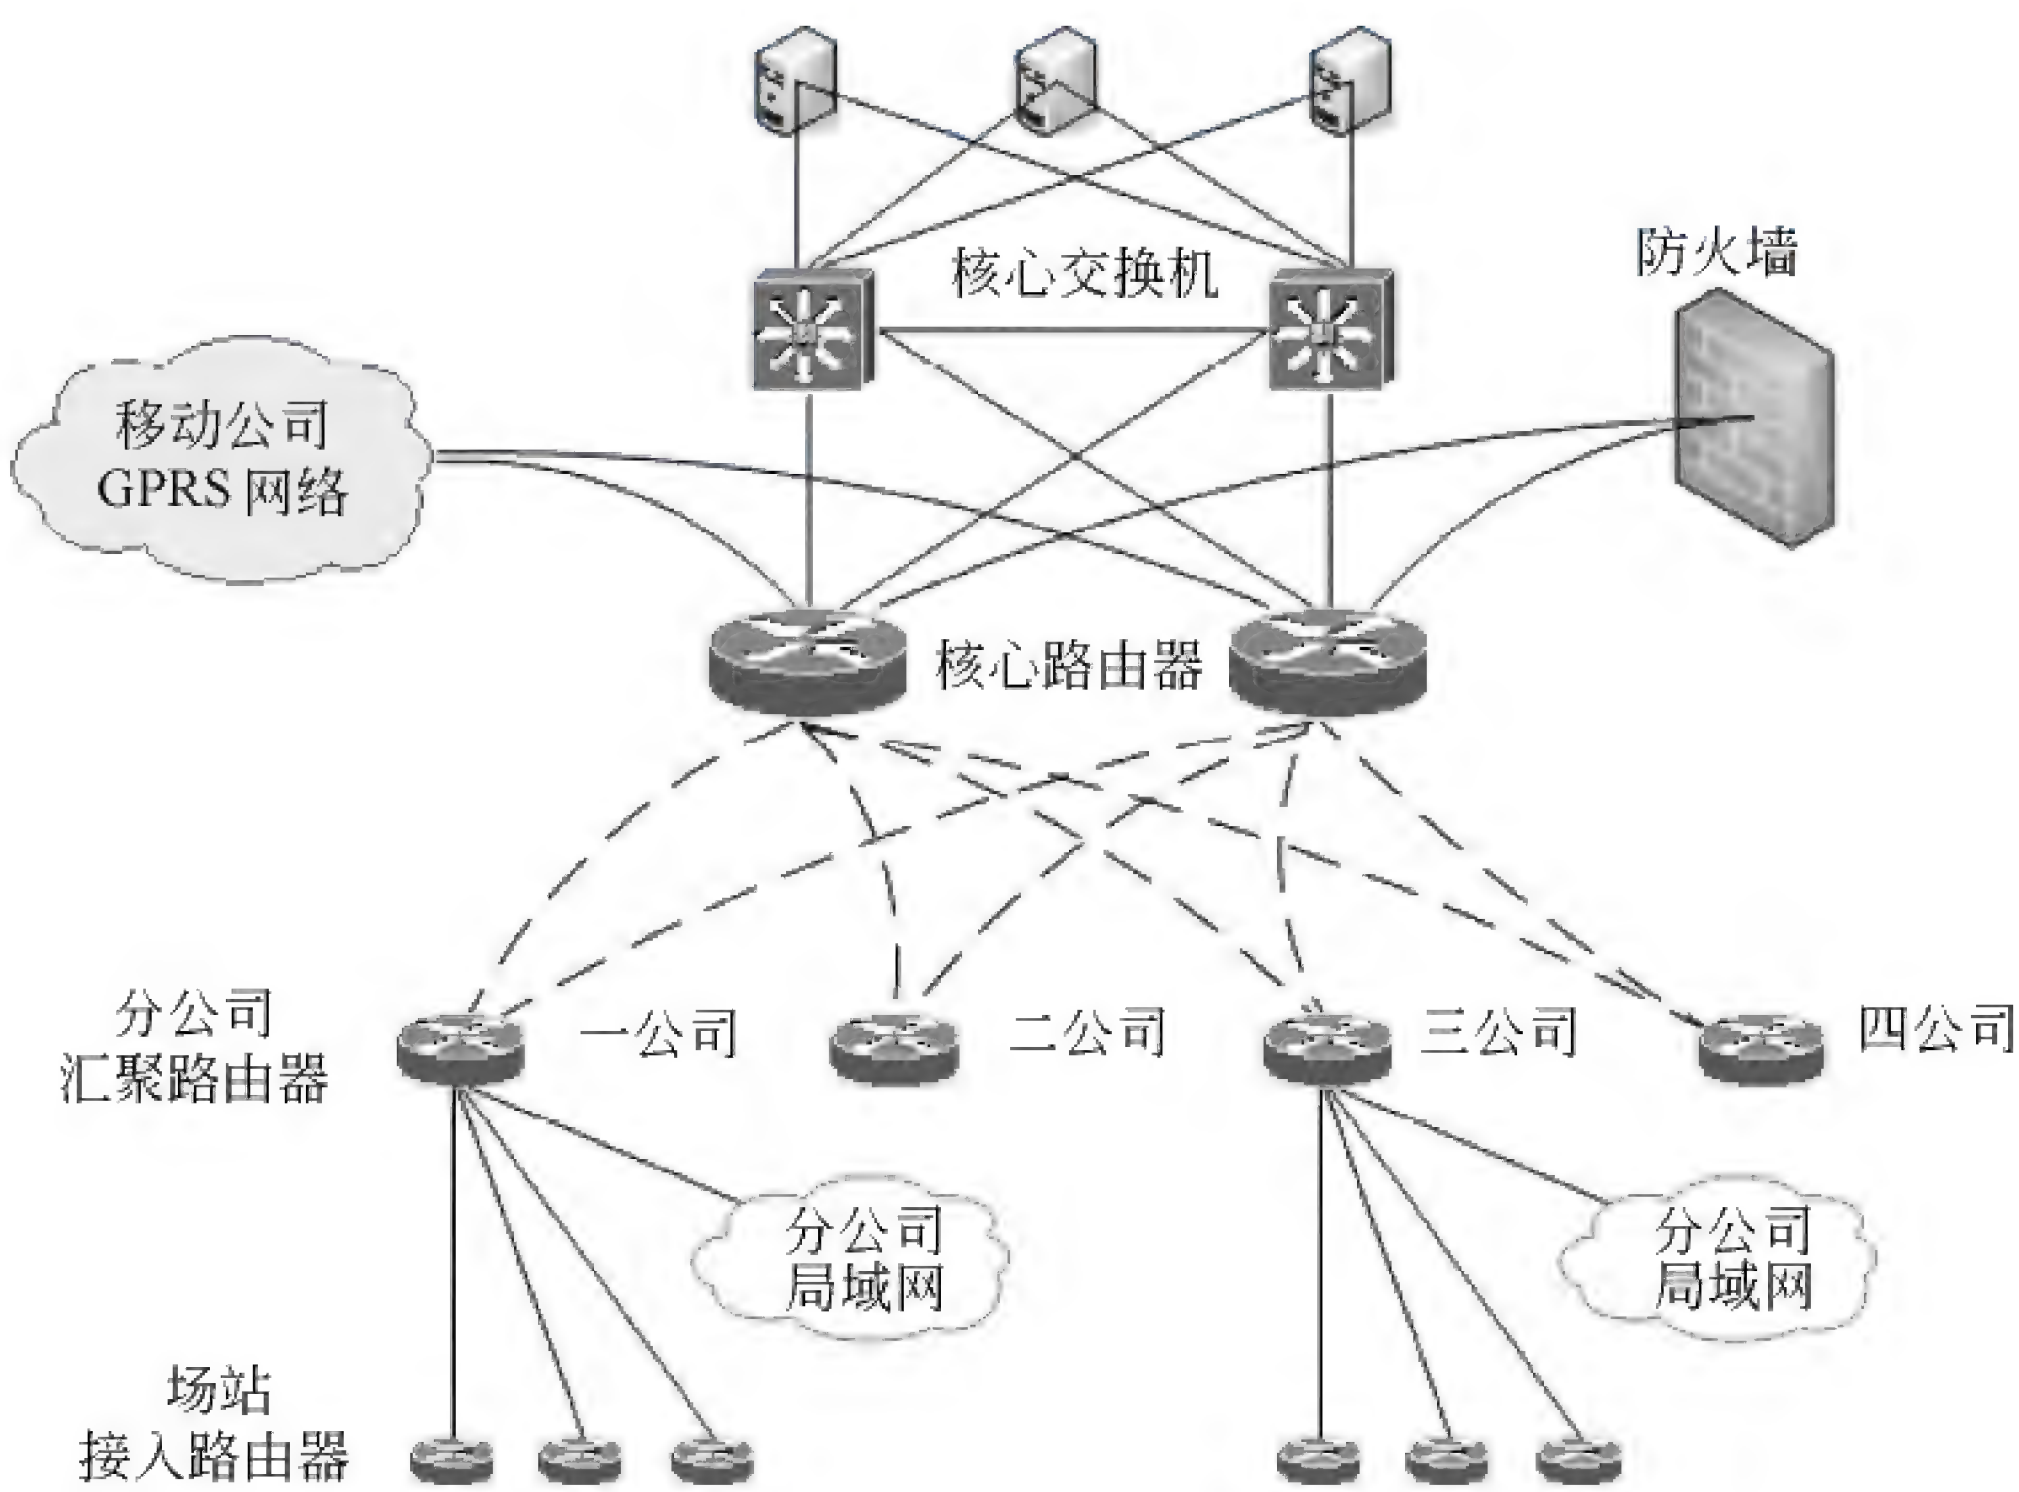 防火墙
核心交换机
移动公司
GPRS 网络
核心路由器
分公司
汇聚路由器
一公司
二公司
三公司
四公司
分公司
局域网
分公司
局域网
场站
接入路由器